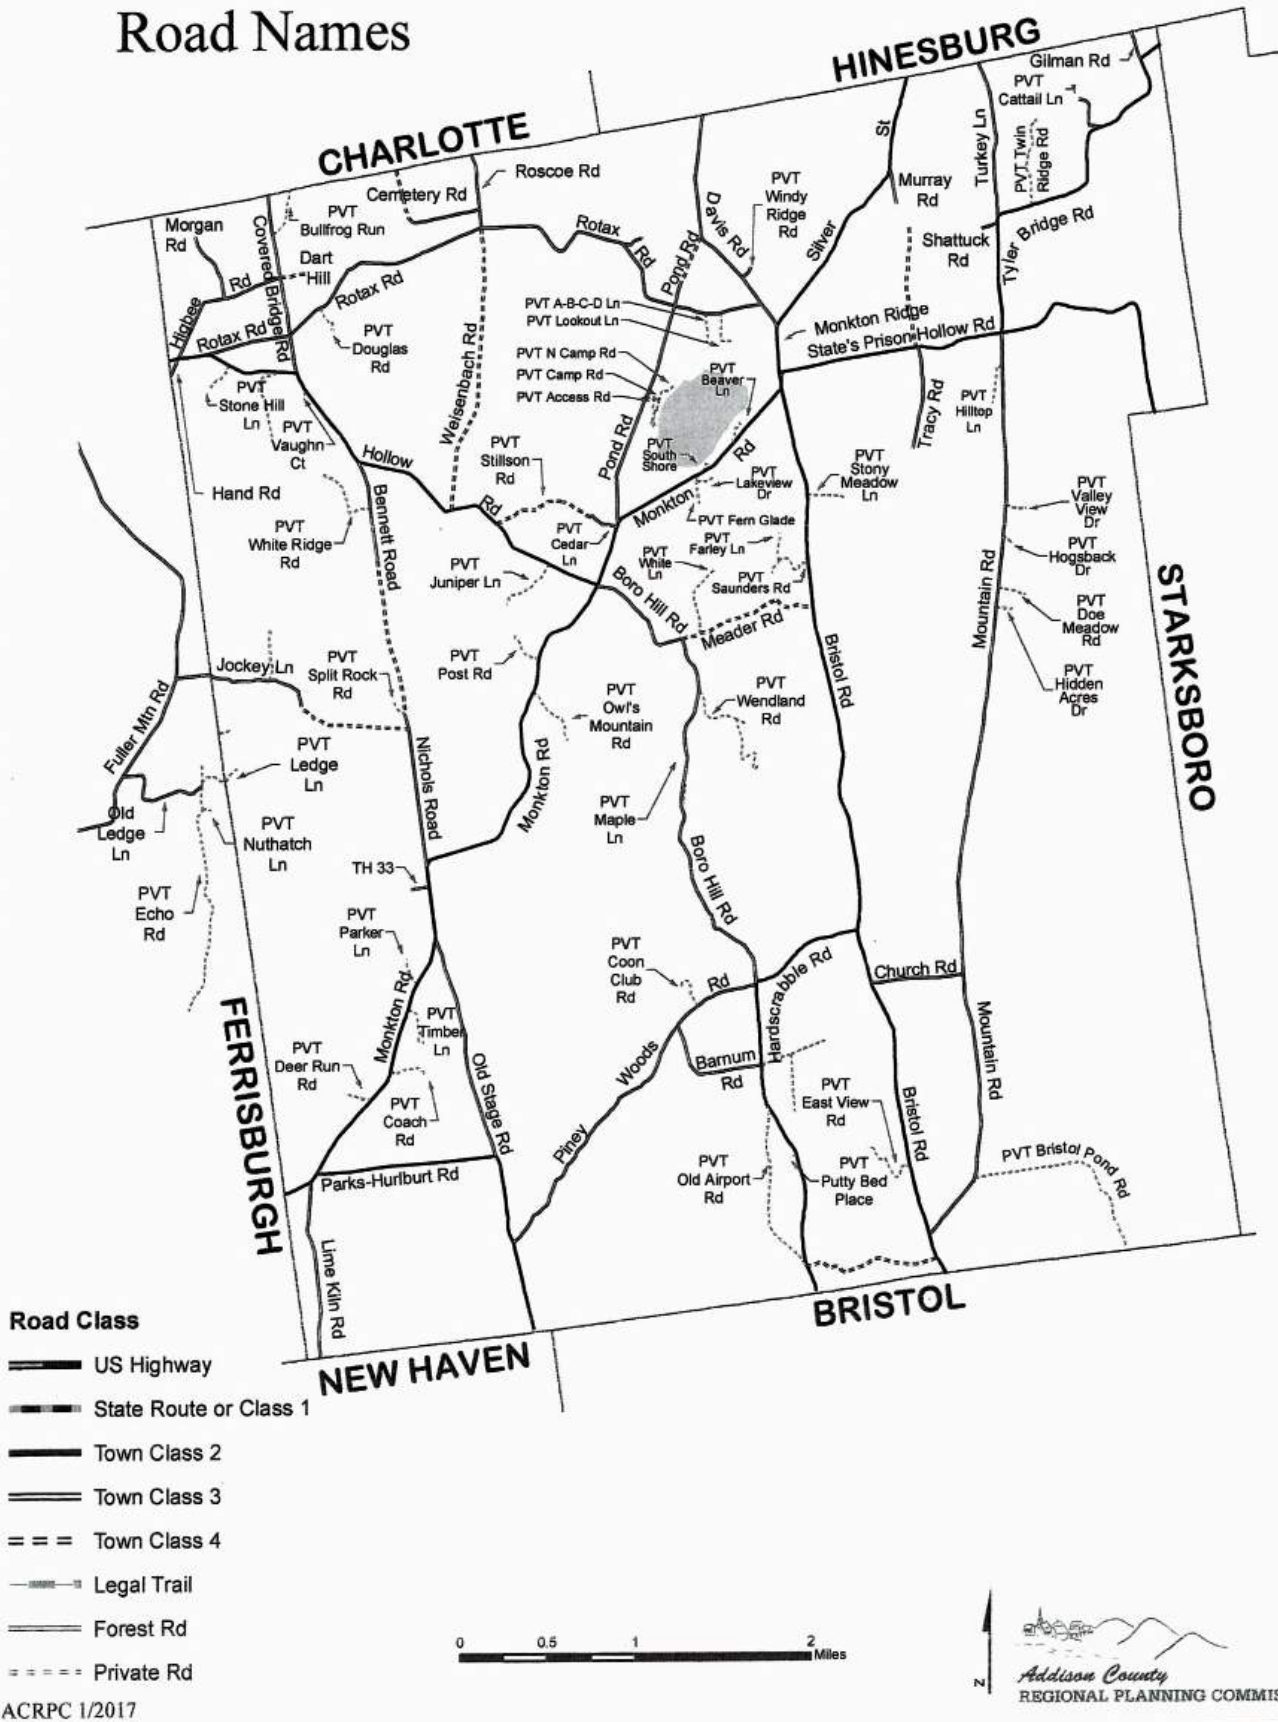 Road Names
HINESBURG
Gilman Rd
PVT
Cattail Ln
CHARLOTTE
St
Turkey Ln
PVT Twin
Ridge Rd
Roscoe Rd
Cemetery Rd
PVT
Windy
Ridge
Rd
Murray
Rd
Morgan
Rd
Covered Bridge Rd
PVT
Bullfrog Run
Rotax
Rd
Davis Rd
Pond Rd
Silver
Shattuck
Rd
Tyler Bridge Rd
Dart
Hill
Higbee
Rd
Rotax Rd
PVT A-B-C-D Ln
PVT Lookout Ln
Monkton Ridge
State's Prison Hollow Rd
Rotax Rd
PVT
Douglas
Rd
Weisenbach Rd
PVT N Camp Rd
PVT Camp Rd
PVT Access Rd
PVT
Beaver
Ln
PVT
Stone Hill
Ln
PVT
Vaughn
Ct
Tracy Rd
PVT
Hilltop
Ln
Hollow
Rd
PVT
Stillson
Rd
Pond Rd
PVT
South
Shore
Rd
Monkton
PVT
Lakeview
Dr
PVT
Stony
Meadow
Ln
Hand Rd
Bennett Road
PVT
White Ridge
Rd
PVT
Cedar
Ln
PVT Fern Glade
PVT
Farley Ln
PVT
Valley
View
Dr
PVT
Hogsback
Dr
PVT
Juniper Ln
PVT
White
Ln
PVT
Saunders Rd
Boro Hill Rd
Meader Rd
Mountain Rd
PVT
Doe
Meadow
Rd
STARKSBORO
Jockey Ln
PVT
Split Rock
Rd
PVT
Post Rd
Bristol Rd
PVT
Hidden
Acres
Dr
PVT
Owl's
Mountain
Rd
PVT
Wendland
Rd
Fuller Mtn Rd
Nichols Road
PVT
Ledge
Ln
Monkton Rd
PVT
Maple
Ln
Old
Ledge
Ln
PVT
Nuthatch
Ln
Boro Hill Rd
TH 33
PVT
Echo
Rd
PVT
Parker
Ln
PVT
Coon
Club
Rd
Rd
Hardscrabble Rd
Church Rd
FERRISBURGH
Monkton Rd
PVT
Timber
Ln
Mountain Rd
PVT
Deer Run
Rd
Old Stage Rd
Woods
Barnum
Rd
PVT
East View
Rd
Bristol Rd
PVT
Coach
Rd
Piney
PVT
Old Airport
Rd
PVT
Putty Bed
Place
PVT Bristol Pond Rd
Parks-Hurlburt Rd
Lime Kiln Rd
BRISTOL
NEW HAVEN
Road Class
US Highway
State Route or Class 1
Town Class 2
Town Class 3
Town Class 4
Legal Trail
Forest Rd
Private Rd
ACRPC 1/2017
0 0.5 1 2
Miles
N
Addison County
REGIONAL PLANNING COMMIS